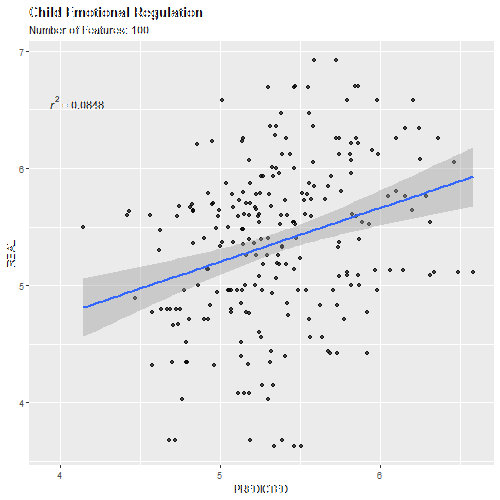 Child Emotional Regulation
Number of Features: 100
r² = 0.0848
7
6
5
4
REAL
4
5
6
PREDICTED